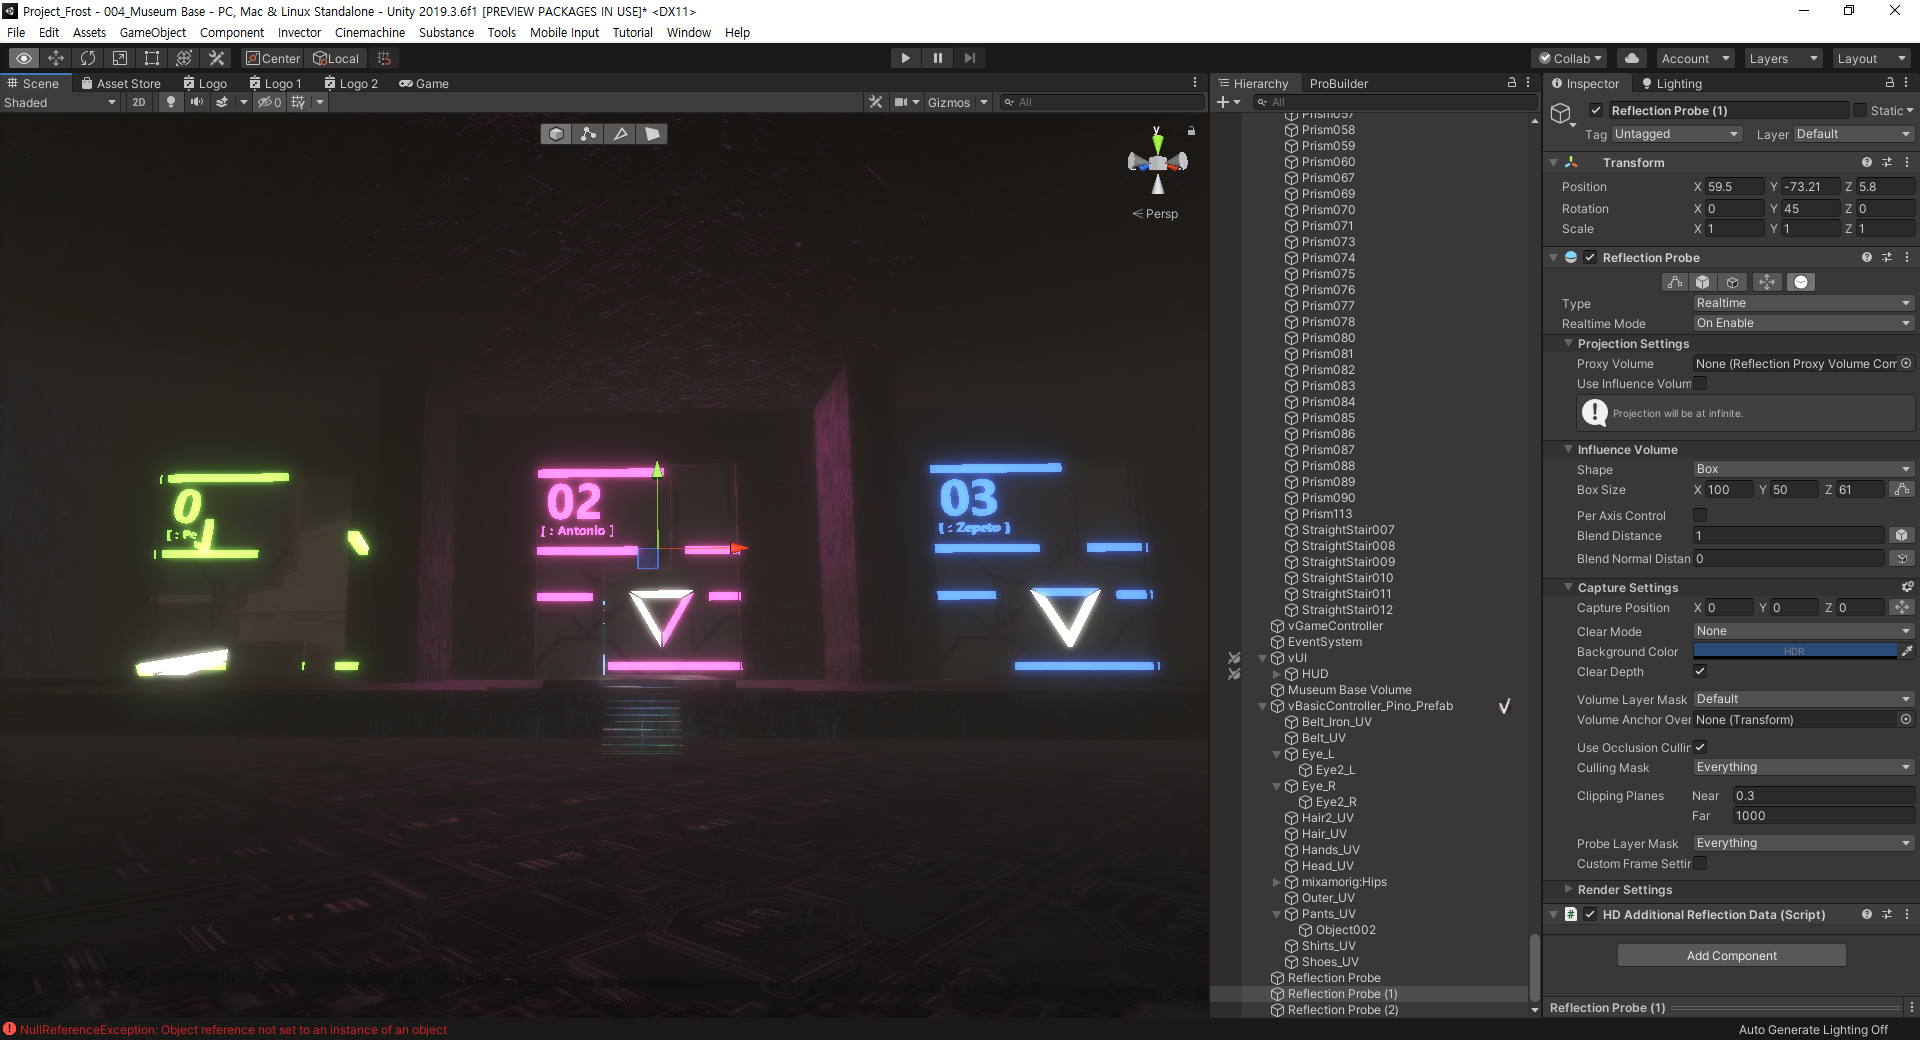 Project_Frost - 004_Museum Base - PC, Mac & Linux Standalone - Unity 2019.3.6f1 [PREVIEW PACKAGES IN USE]* <DX11>
File Edit Assets GameObject Component Invector Cinemachine Substance Tools Mobile Input Tutorial Window Help
Center Local Collab Account Layers Layout
Scene Asset Store Logo Logo 1 Logo 2 Game
Shaded 2D 0 Gizmos All
y
Persp
0
[ : Pe
02
[ : Antonio ]
03
[ : Zepeto ]
Hierarchy ProBuilder
All
Prism057
Prism058
Prism059
Prism060
Prism067
Prism069
Prism070
Prism071
Prism073
Prism074
Prism075
Prism076
Prism077
Prism078
Prism080
Prism081
Prism082
Prism083
Prism084
Prism085
Prism086
Prism087
Prism088
Prism089
Prism090
Prism113
StraightStair007
StraightStair008
StraightStair009
StraightStair010
StraightStair011
StraightStair012
vGameController
EventSystem
vUI
HUD
Museum Base Volume
vBasicController_Pino_Prefab
Belt_Iron_UV
Belt_UV
Eye_L
Eye2_L
Eye_R
Eye2_R
Hair2_UV
Hair_UV
Hands_UV
Head_UV
mixamorig:Hips
Outer_UV
Pants_UV
Object002
Shirts_UV
Shoes_UV
Reflection Probe
Reflection Probe (1)
Reflection Probe (2)
Inspector Lighting
Reflection Probe (1) Static
Tag Untagged Layer Default
Transform
Position X 59.5 Y -73.21 Z 5.8
Rotation X 0 Y 45 Z 0
Scale X 1 Y 1 Z 1
Reflection Probe
Type Realtime
Realtime Mode On Enable
Projection Settings
Proxy Volume None (Reflection Proxy Volume Com
Use Influence Volum
Projection will be at infinite.
Influence Volume
Shape Box
Box Size X 100 Y 50 Z 61
Per Axis Control
Blend Distance 1
Blend Normal Distan 0
Capture Settings
Capture Position X 0 Y 0 Z 0
Clear Mode None
Background Color HDR
Clear Depth
Volume Layer Mask Default
Volume Anchor Over None (Transform)
Use Occlusion Cullin
Culling Mask Everything
Clipping Planes Near 0.3
Far 1000
Probe Layer Mask Everything
Custom Frame Settin
Render Settings
HD Additional Reflection Data (Script)
Add Component
Reflection Probe (1)
NullReferenceException: Object reference not set to an instance of an object
Auto Generate Lighting Off